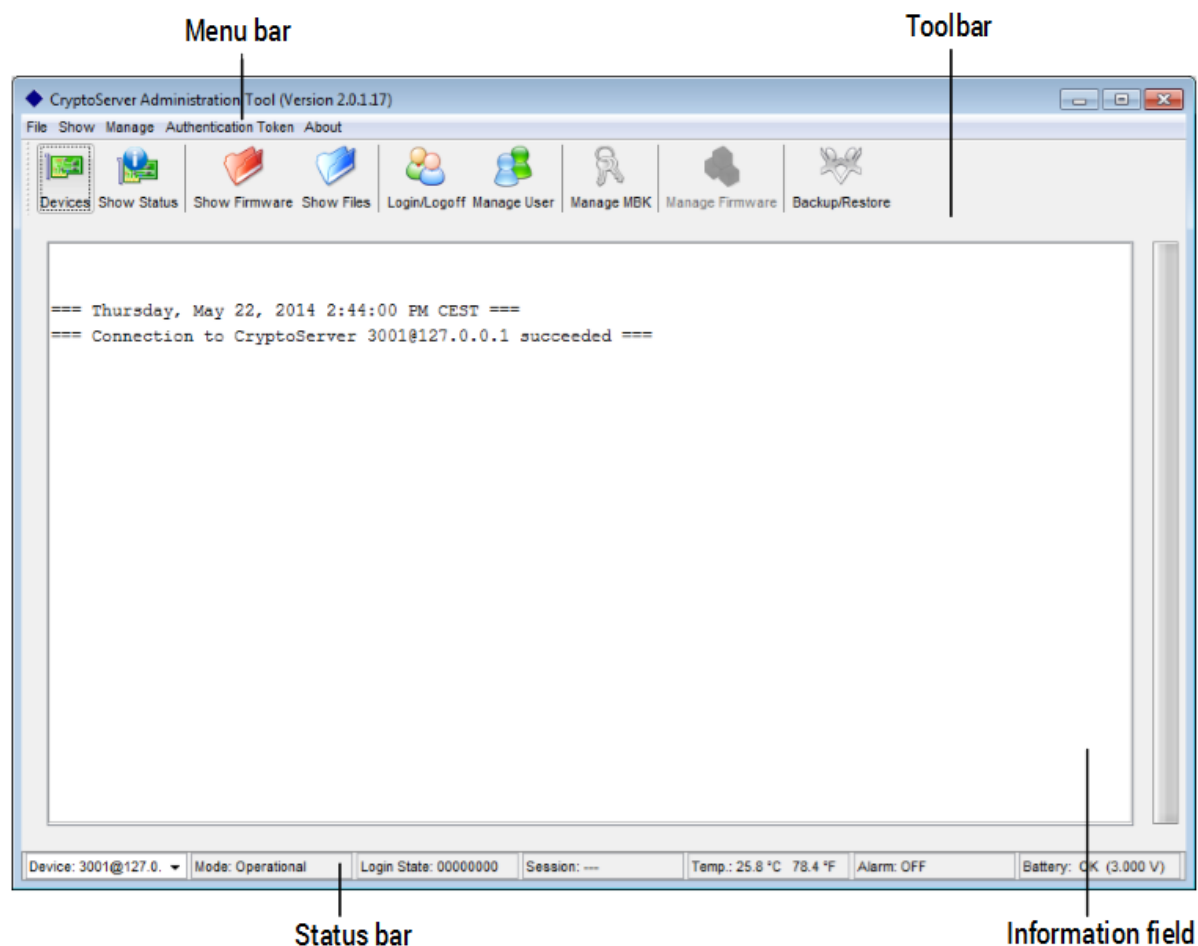 Menu bar
Toolbar
CryptoServer Administration Tool (Version 2.0.1.17)
File Show Manage Authentication Token About
Devices Show Status Show Firmware Show Files Login/Logoff Manage User Manage MBK Manage Firmware Backup/Restore
=== Thursday, May 22, 2014 2:44:00 PM CEST ===
=== Connection to CryptoServer 3001@127.0.0.1 succeeded ===
Device: 3001@127.0. Mode: Operational Login State: 00000000 Session: --- Temp.: 25.8 °C 78.4 °F Alarm: OFF Battery: OK (3.000 V)
Status bar
Information field